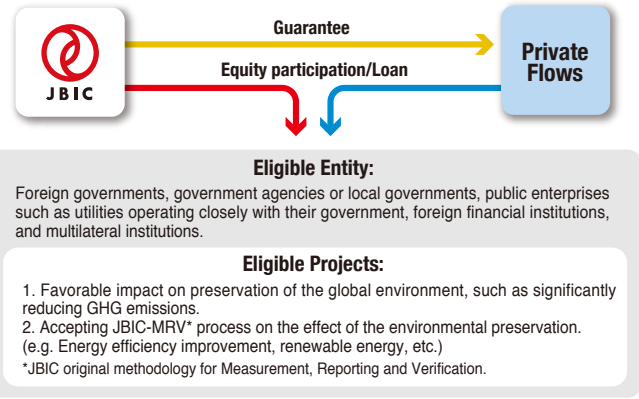 Guarantee
JBIC
Equity participation/Loan
Private
Flows
Eligible Entity:
Foreign governments, government agencies or local governments, public enterprises
such as utilities operating closely with their government, foreign financial institutions,
and multilateral institutions.
Eligible Projects:
1. Favorable impact on preservation of the global environment, such as significantly
reducing GHG emissions.
2. Accepting JBIC-MRV* process on the effect of the environmental preservation.
(e.g. Energy efficiency improvement, renewable energy, etc.)
*JBIC original methodology for Measurement, Reporting and Verification.